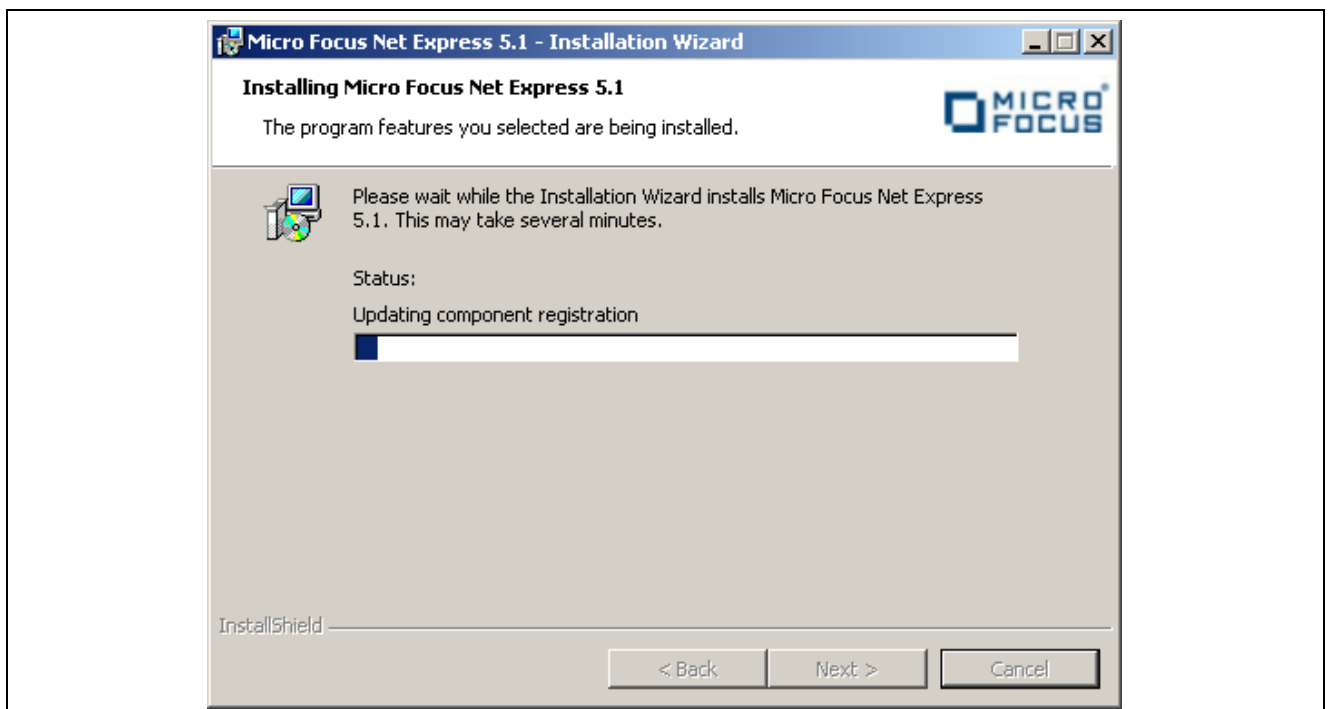 Micro Focus Net Express 5.1 - Installation Wizard
Installing Micro Focus Net Express 5.1
The program features you selected are being installed.
MICRO
FOCUS
Please wait while the Installation Wizard installs Micro Focus Net Express
5.1. This may take several minutes.
Status:
Updating component registration
InstallShield
< Back
Next >
Cancel